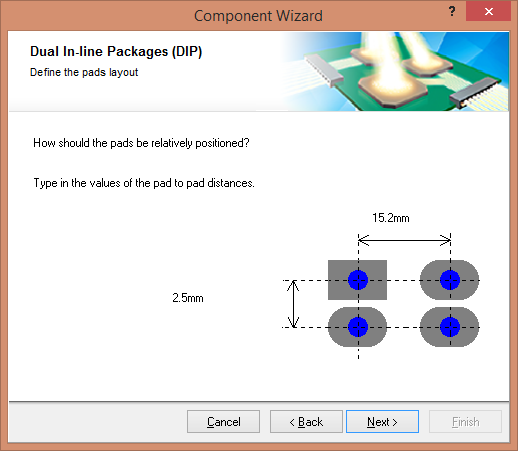 Component Wizard
?
Dual In-line Packages (DIP)
Define the pads layout
How should the pads be relatively positioned?
Type in the values of the pad to pad distances.
15.2mm
2.5mm
Cancel
< Back
Next >
Finish